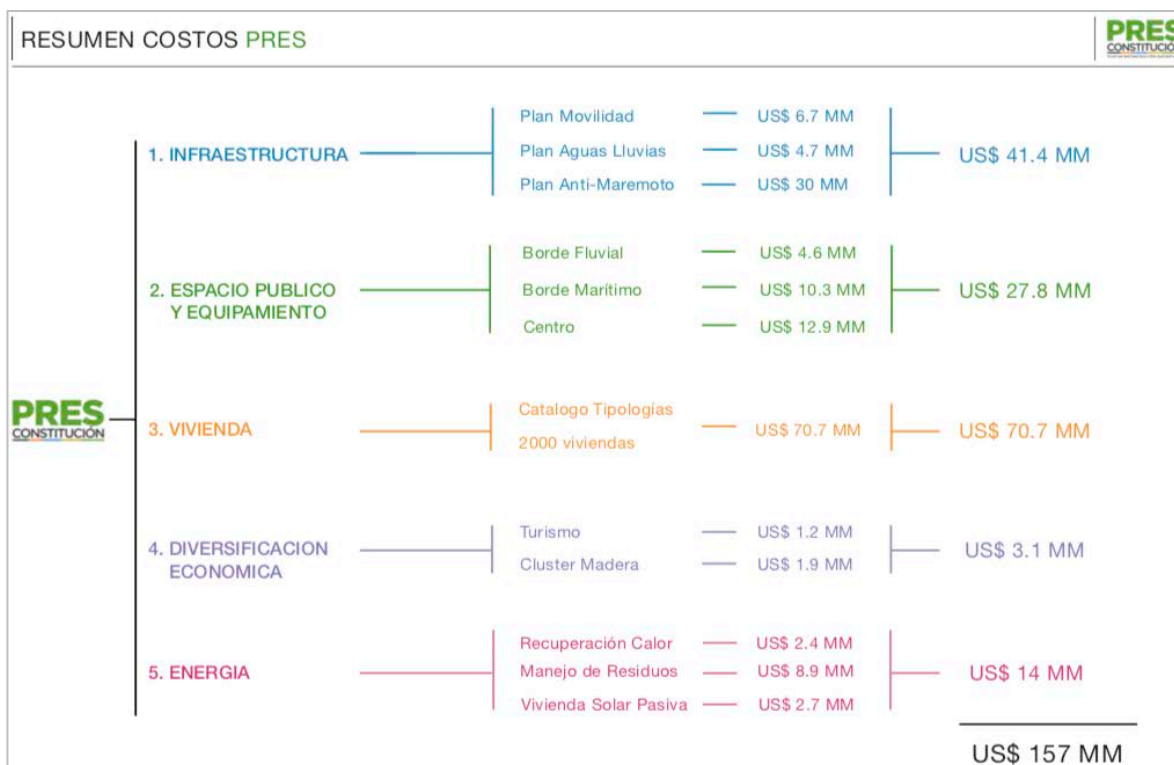 RESUMEN COSTOS PRES
PRES
CONSTITUCIÓN
PRES
CONSTITUCIÓN
1. INFRAESTRUCTURA
Plan Movilidad US$ 6.7 MM
Plan Aguas Lluvias US$ 4.7 MM
Plan Anti-Maremoto US$ 30 MM
US$ 41.4 MM
2. ESPACIO PUBLICO
Y EQUIPAMIENTO
Borde Fluvial US$ 4.6 MM
Borde Marítimo US$ 10.3 MM
Centro US$ 12.9 MM
US$ 27.8 MM
3. VIVIENDA
Catalogo Tipologías
2000 viviendas
US$ 70.7 MM
US$ 70.7 MM
4. DIVERSIFICACION
ECONOMICA
Turismo US$ 1.2 MM
Cluster Madera US$ 1.9 MM
US$ 3.1 MM
5. ENERGIA
Recuperación Calor US$ 2.4 MM
Manejo de Residuos US$ 8.9 MM
Vivienda Solar Pasiva US$ 2.7 MM
US$ 14 MM
US$ 157 MM